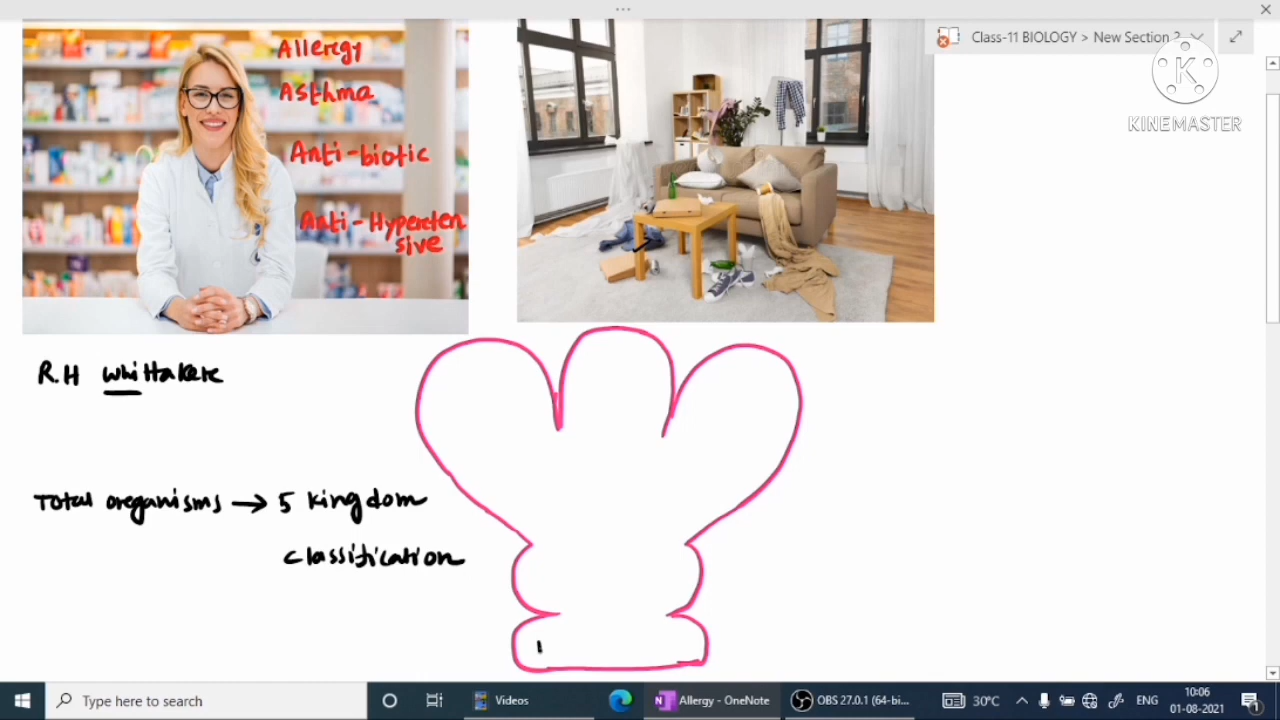 Class-11 BIOLOGY > New Section 2
K
KINEMASTER
Allergy
Asthma
Anti-biotic
Anti-Hyperten
sive
R.H Whittaker
Total organisms → 5 Kingdom
classification
Type here to search
Videos
Allergy - OneNote
OBS 27.0.1 (64-bi...
30°C
ENG
10:06
01-08-2021
1